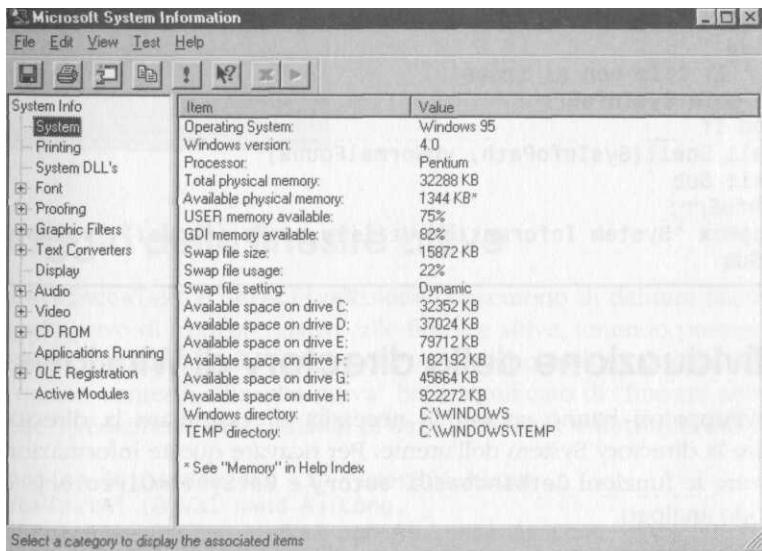 Microsoft System Information
File Edit View Test Help
System Info
System
Printing
System DLL's
Font
Proofing
Graphic Filters
Text Converters
Display
Audio
Video
CD ROM
Applications Running
OLE Registration
Active Modules
Item Value
Operating System: Windows 95
Windows version: 4.0
Processor: Pentium
Total physical memory: 32288 KB
Available physical memory: 1344 KB*
USER memory available: 75%
GDI memory available: 82%
Swap file size: 15872 KB
Swap file usage: 22%
Swap file setting: Dynamic
Available space on drive C: 32352 KB
Available space on drive D: 37024 KB
Available space on drive E: 79712 KB
Available space on drive F: 182192 KB
Available space on drive G: 45664 KB
Available space on drive H: 922272 KB
Windows directory: C:\WINDOWS
TEMP directory: C:\WINDOWS\TEMP
* See "Memory" in Help Index
Select a category to display the associated items